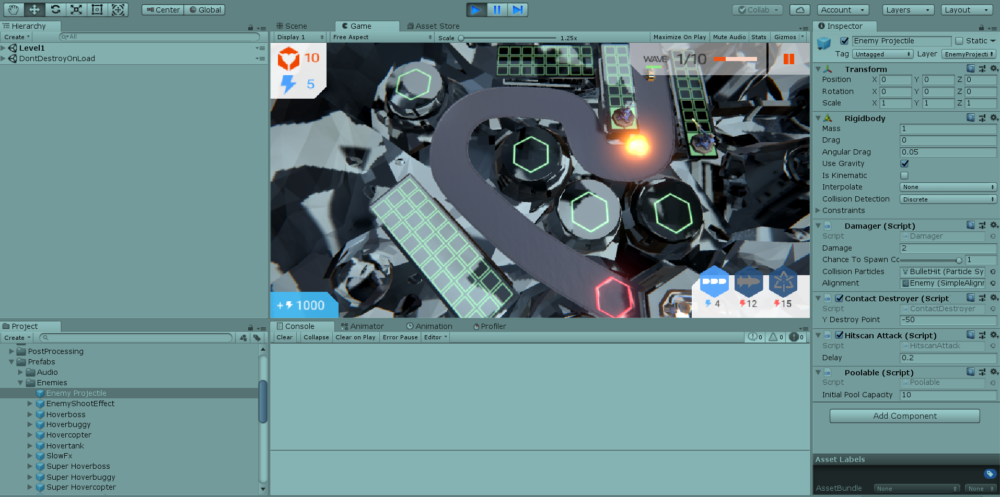 Center Global
Collab Account Layers Layout
Hierarchy
Create All
Level1
DontDestroyOnLoad
Scene Game Asset Store
Display 1 Free Aspect Scale 1.25x Maximize On Play Mute Audio Stats Gizmos
10
5
WAVE 1/10
+ 1000
4 12 15
Project
Create
PostProcessing
Prefabs
Audio
Enemies
Enemy Projectile
EnemyShootEffect
Hoverboss
Hoverbuggy
Hovercopter
Hovertank
SlowFx
Super Hoverboss
Super Hoverbuggy
Super Hovercopter
Console Animator Animation Profiler
Clear Collapse Clear on Play Error Pause Editor 0 0 0
Inspector
Enemy Projectile Static
Tag Untagged Layer EnemyProjecti
Transform
Position X 0 Y 0 Z 0
Rotation X 0 Y 0 Z 0
Scale X 1 Y 1 Z 1
Rigidbody
Mass 1
Drag 0
Angular Drag 0.05
Use Gravity
Is Kinematic
Interpolate None
Collision Detection Discrete
Constraints
Damager (Script)
Script Damager
Damage 2
Chance To Spawn Co 1
Collision Particles BulletHit (Particle Sy
Alignment Enemy (SimpleAlignr
Contact Destroyer (Script
Script ContactDestroyer
Y Destroy Point -50
Hitscan Attack (Script)
Script HitscanAttack
Delay 0.2
Poolable (Script)
Script Poolable
Initial Pool Capacity 10
Add Component
Asset Labels
AssetBundle None None